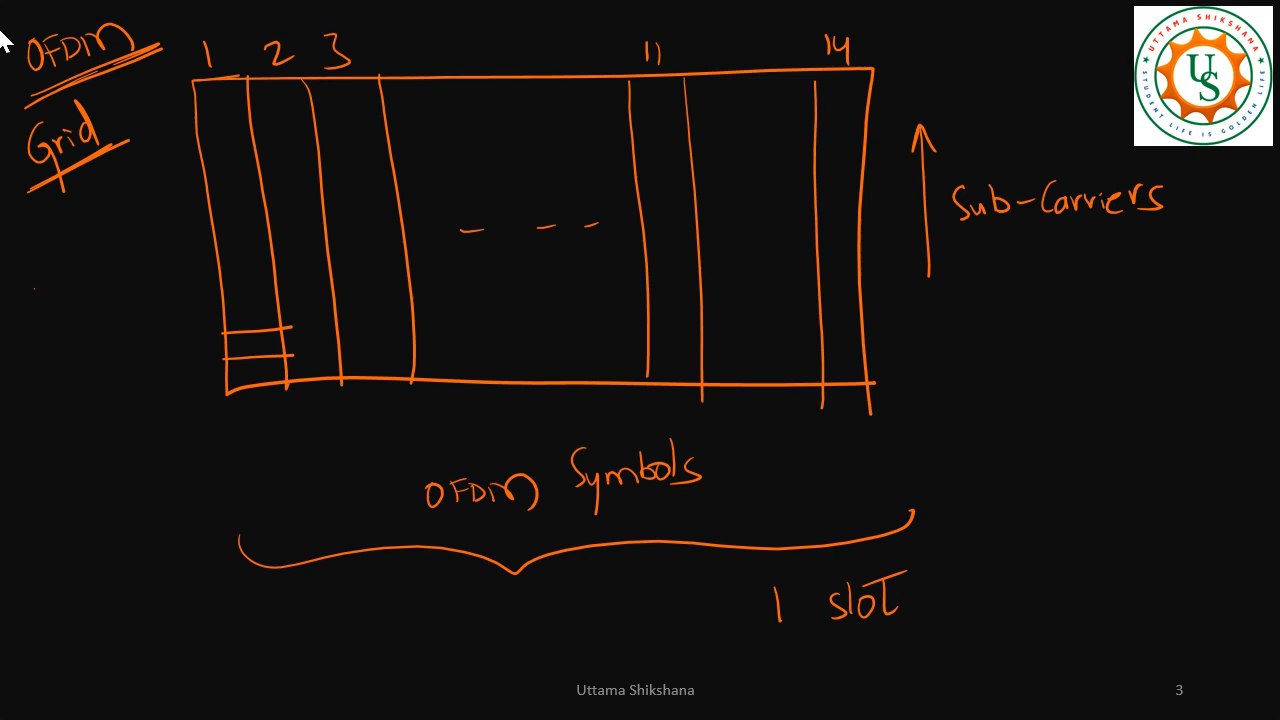 OFDM
Grid
1 2 3 11 14
Sub-Carriers
OFDM Symbols
1 slot
UTTAMA SHIKSHANA
US
STUDENT LIFE IS GOLDEN LIFE
Uttama Shikshana
3